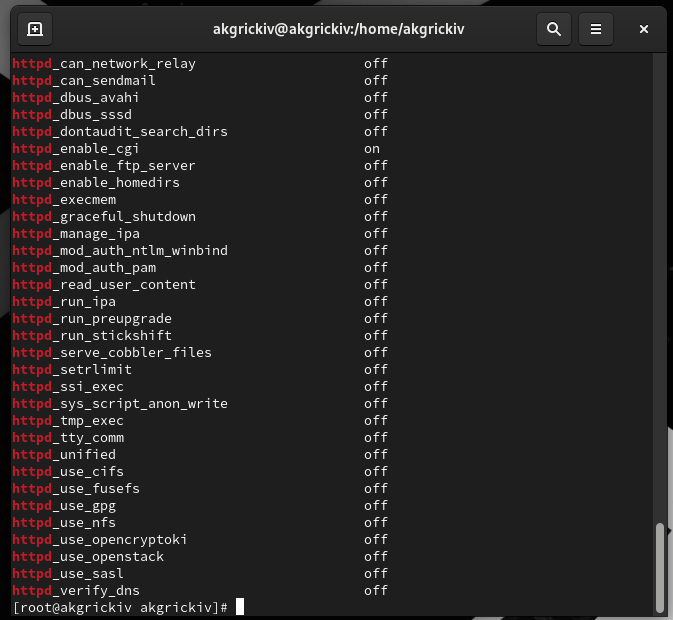 akgrickiv@akgrickiv:/home/akgrickiv
httpd_can_network_relay off
httpd_can_sendmail off
httpd_dbus_avahi off
httpd_dbus_sssd off
httpd_dontaudit_search_dirs off
httpd_enable_cgi on
httpd_enable_ftp_server off
httpd_enable_homedirs off
httpd_execmem off
httpd_graceful_shutdown off
httpd_manage_ipa off
httpd_mod_auth_ntlm_winbind off
httpd_mod_auth_pam off
httpd_read_user_content off
httpd_run_ipa off
httpd_run_preupgrade off
httpd_run_stickshift off
httpd_serve_cobbler_files off
httpd_setrlimit off
httpd_ssi_exec off
httpd_sys_script_anon_write off
httpd_tmp_exec off
httpd_tty_comm off
httpd_unified off
httpd_use_cifs off
httpd_use_fusefs off
httpd_use_gpg off
httpd_use_nfs off
httpd_use_opencryptoki off
httpd_use_openstack off
httpd_use_sasl off
httpd_verify_dns off
[root@akgrickiv akgrickiv]#